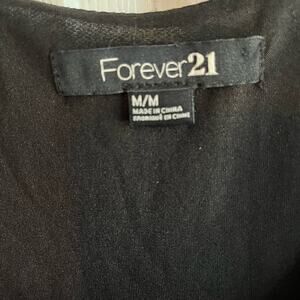 Forever21
M/M
MADE IN CHINA
FABRIQUÉ EN CHINE